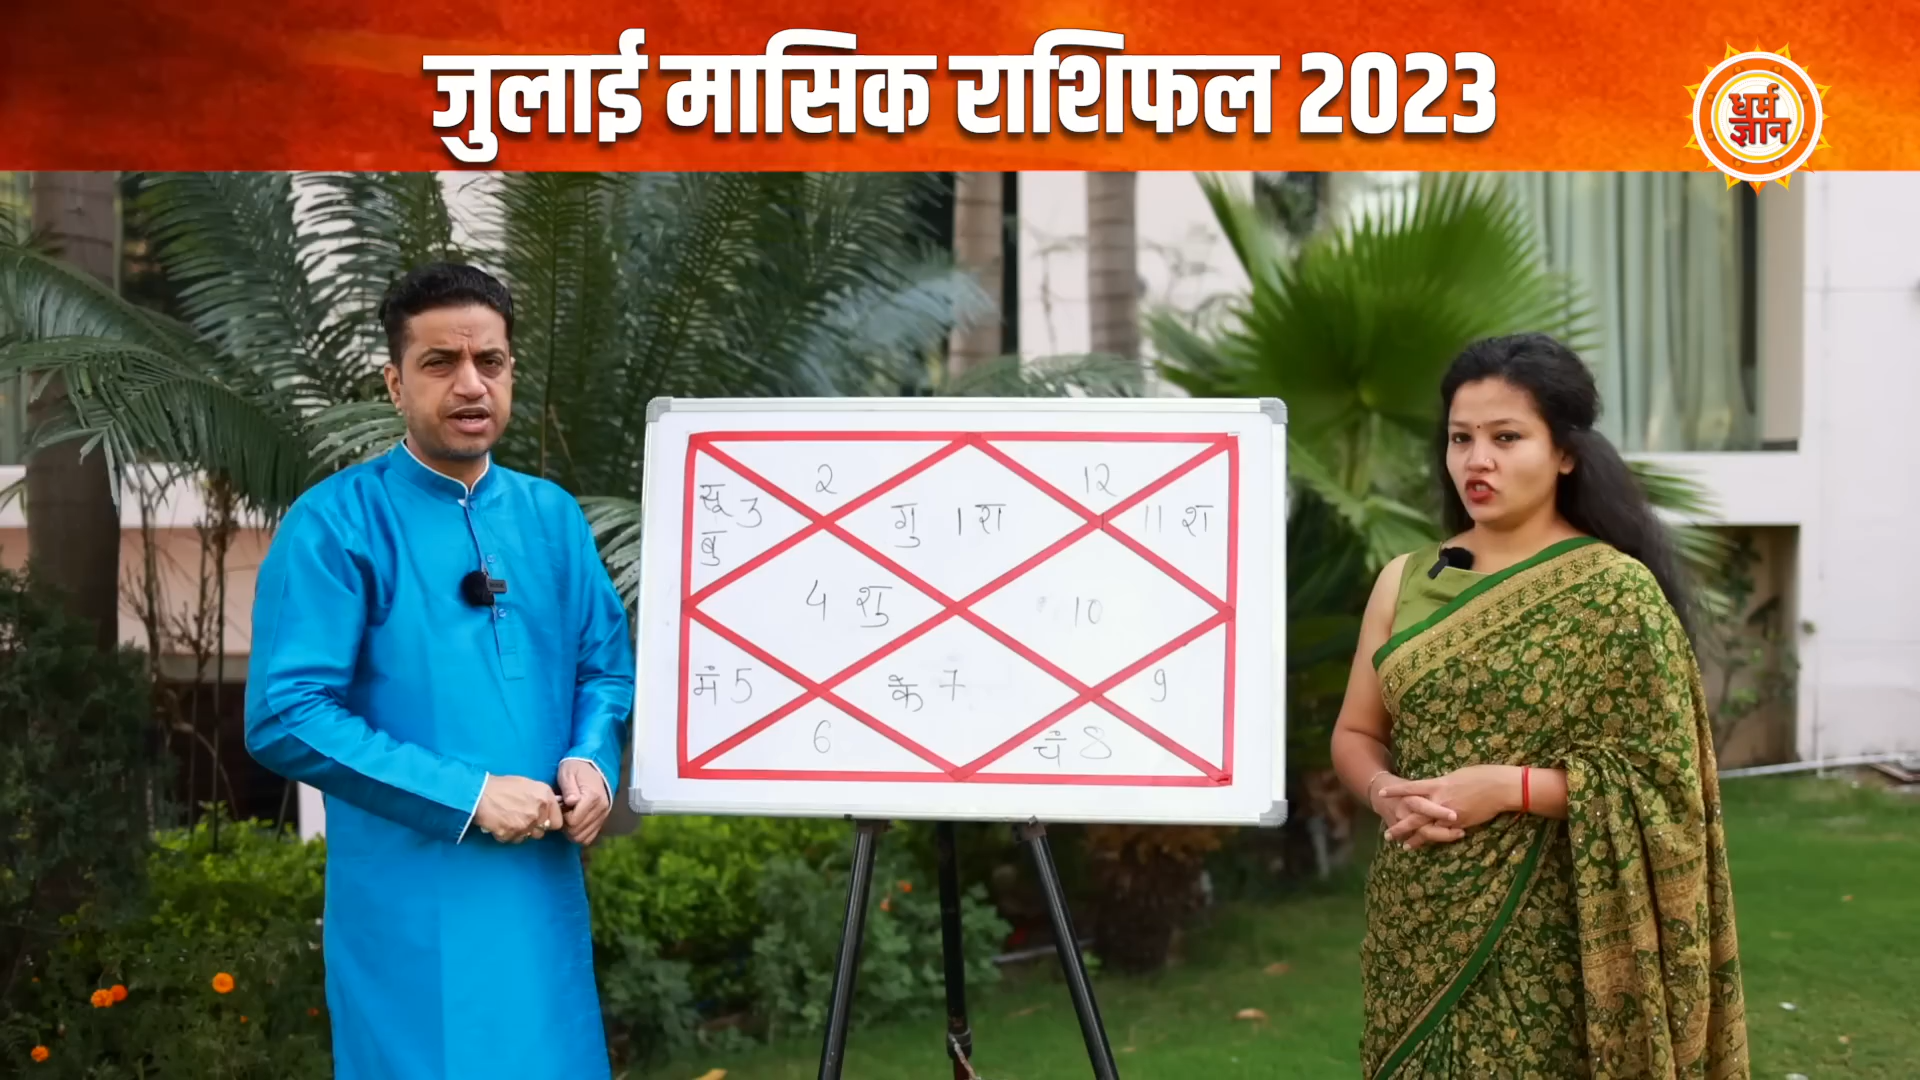 जुलाई मासिक राशिफल 2023
धर्म
ज्ञान
2
12
सू 3
बु
गु 1 रा
11 श
4 शु
10
मं 5
के 7
9
6
चं 8